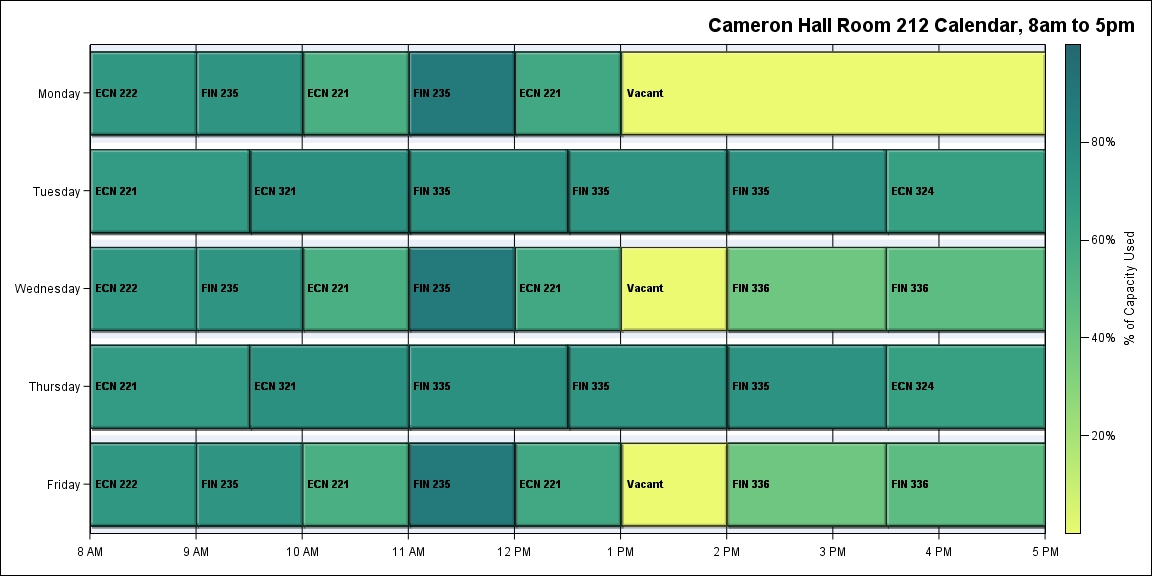 Cameron Hall Room 212 Calendar, 8am to 5pm
Monday
ECN 222
FIN 235
ECN 221
FIN 235
ECN 221
Vacant
Tuesday
ECN 221
ECN 321
FIN 335
FIN 335
FIN 335
ECN 324
Wednesday
ECN 222
FIN 235
ECN 221
FIN 235
ECN 221
Vacant
FIN 336
FIN 336
Thursday
ECN 221
ECN 321
FIN 335
FIN 335
FIN 335
ECN 324
Friday
ECN 222
FIN 235
ECN 221
FIN 235
ECN 221
Vacant
FIN 336
FIN 336
8 AM
9 AM
10 AM
11 AM
12 PM
1 PM
2 PM
3 PM
4 PM
5 PM
80%
60%
40%
20%
% of Capacity Used